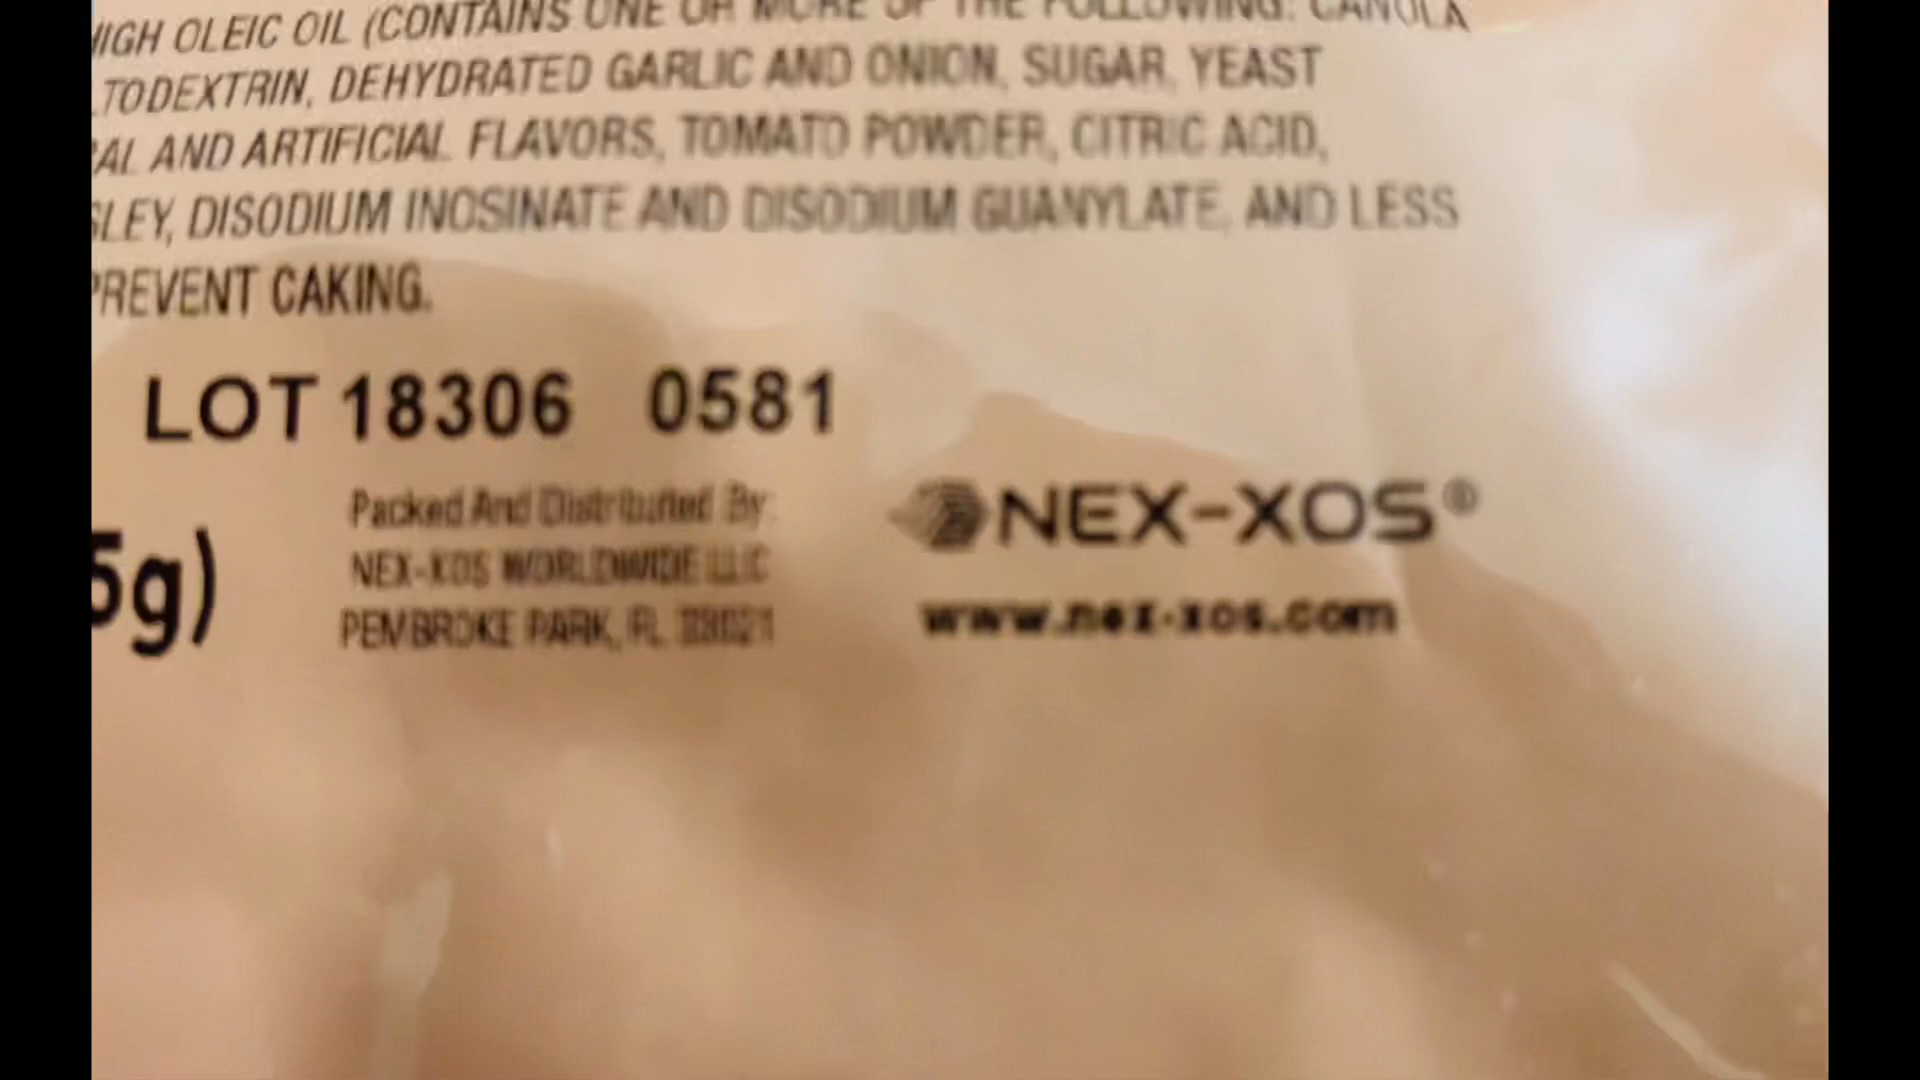 HIGH OLEIC OIL (CONTAINS ONE OR MORE OF THE FOLLOWING: CANOLA
LTODEXTRIN, DEHYDRATED GARLIC AND ONION, SUGAR, YEAST
AL AND ARTIFICIAL FLAVORS, TOMATO POWDER, CITRIC ACID,
SLEY, DISODIUM INOSINATE AND DISODIUM GUANYLATE, AND LESS
PREVENT CAKING.
LOT 18306 0581
5g)
Packed And Distributed By:
NEX-XOS WORLDWIDE LLC
PEMBROKE PARK, FL 33021
NEX-XOS®
www.nex-xos.com